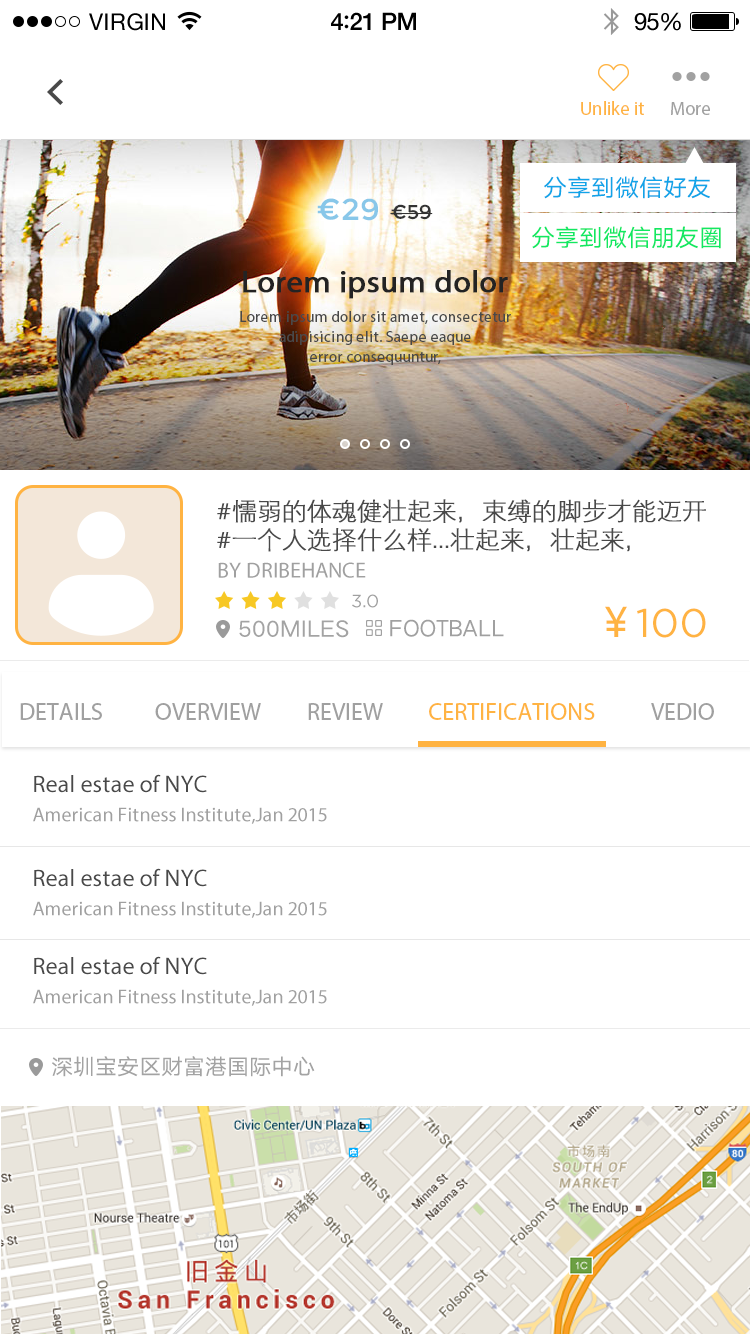 VIRGIN
4:21 PM
95%
Unlike it
More
分享到微信好友
分享到微信朋友圈
€29 €59
Lorem ipsum dolor
Lorem ipsum dolor sit amet, consectetur
adipisicing elit. Saepe eaque
error consequuntur,
#懦弱的体魂健壮起来，束缚的脚步才能迈开
#一个人选择什么样...壮起来，壮起来，
BY DRIBEHANCE
3.0
500MILES FOOTBALL
¥100
DETAILS OVERVIEW REVIEW CERTIFICATIONS VEDIO
Real estae of NYC
American Fitness Institute,Jan 2015
Real estae of NYC
American Fitness Institute,Jan 2015
Real estae of NYC
American Fitness Institute,Jan 2015
深圳宝安区财富港国际中心
Civic Center/UN Plaza
7th St
Harrison St
80
市场南
SOUTH OF
MARKET
2
8th St
Minna St
Natoma St
The EndUp
St
Nourse Theatre
市场街
9th St
Folsom St
St
101
1C
旧金山
San Francisco
Octavia B
Folsom St
Laguna
Dore St